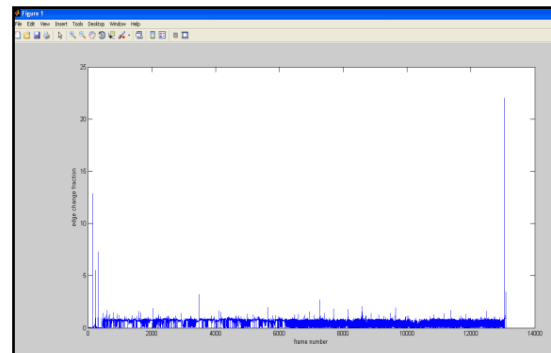 Figure 1
File Edit View Insert Tools Desktop Window Help
25
20
15
10
5
0
edge change fraction
0 2000 4000 6000 8000 10000 12000 14000
frame number